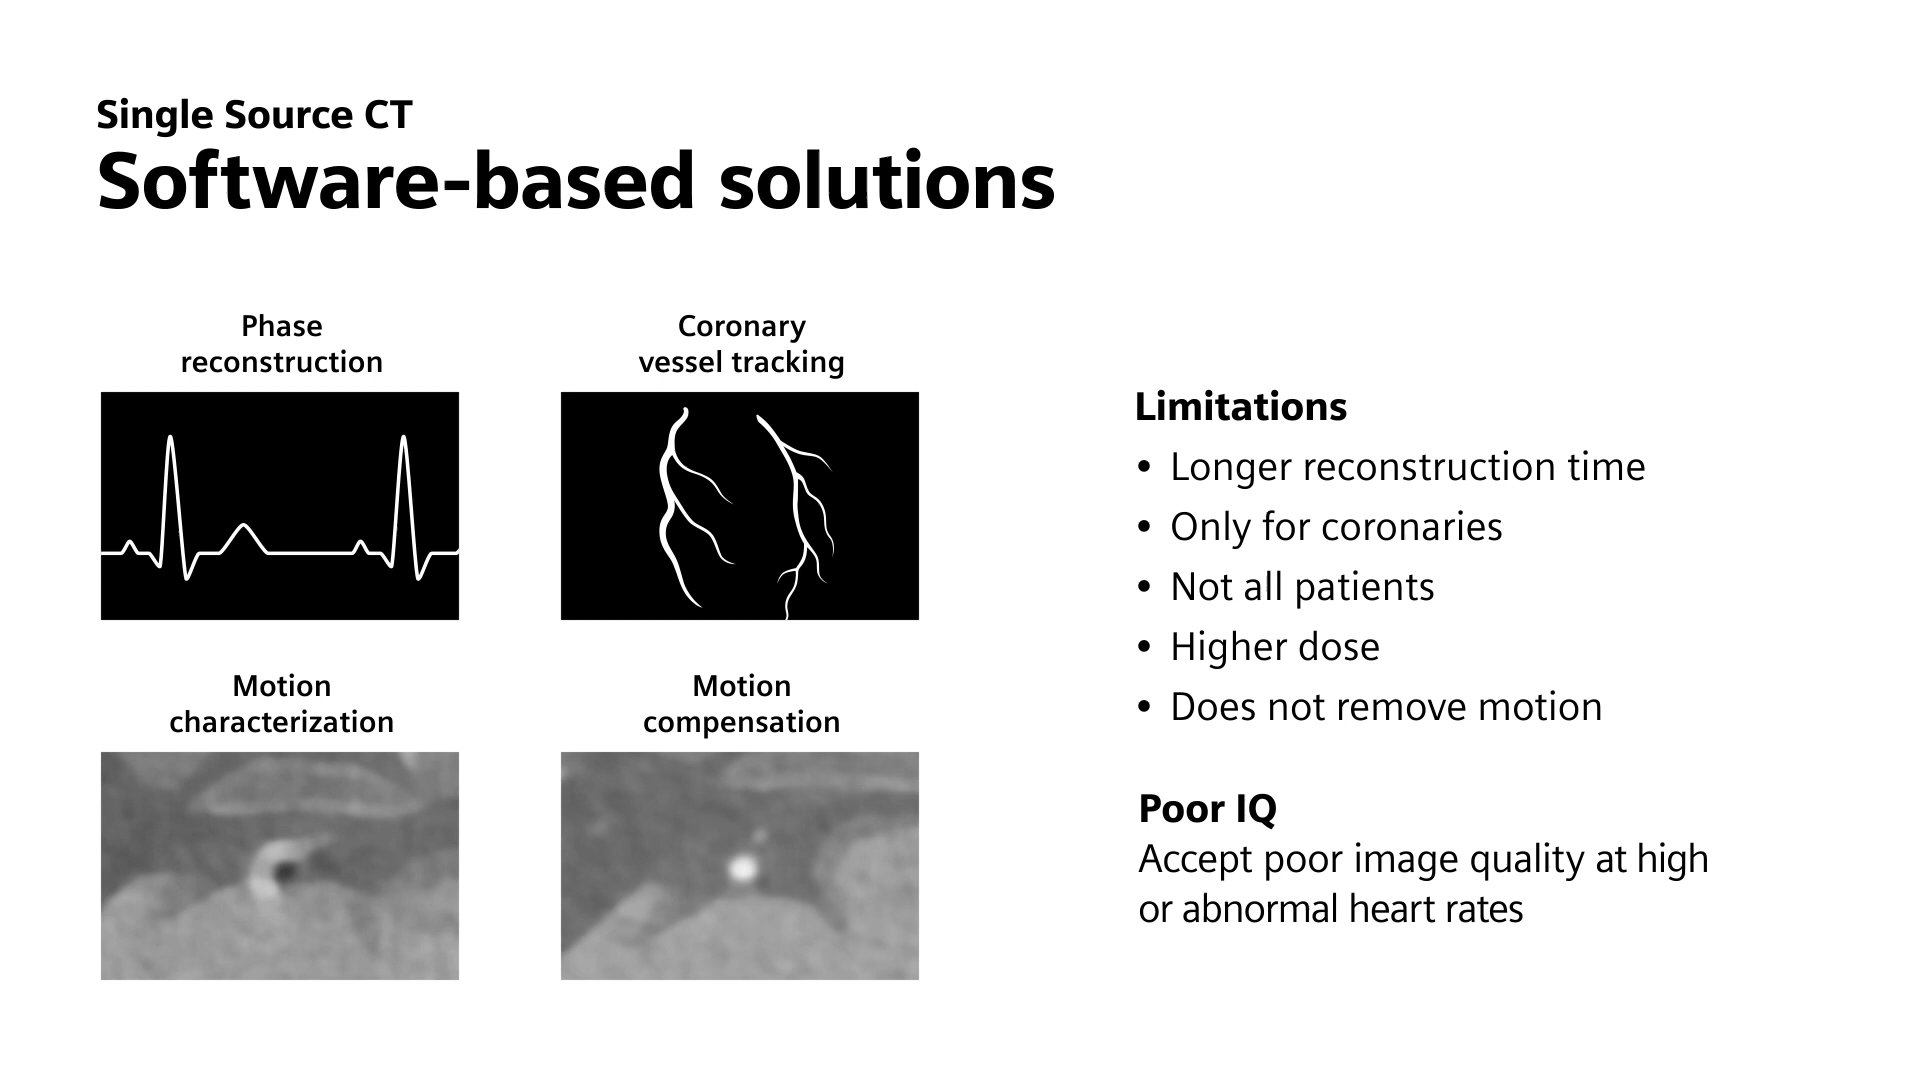 Single Source CT
Software-based solutions
Phase
reconstruction
Coronary
vessel tracking
Motion
characterization
Motion
compensation
Limitations
• Longer reconstruction time
• Only for coronaries
• Not all patients
• Higher dose
• Does not remove motion
Poor IQ
Accept poor image quality at high
or abnormal heart rates